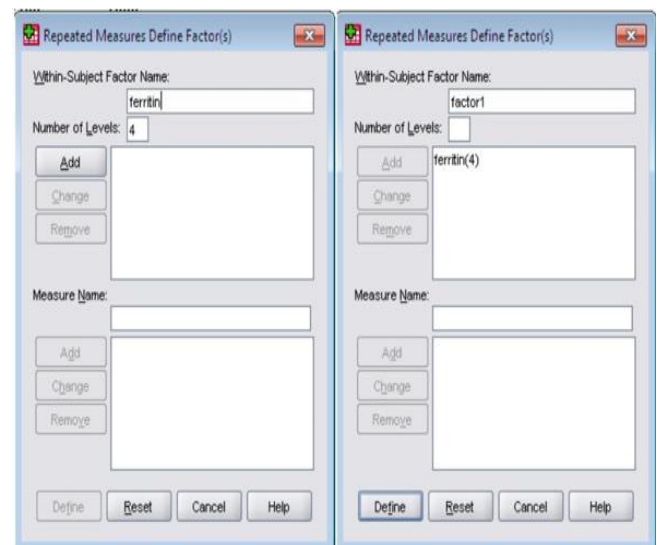 Repeated Measures Define Factor(s)
Within-Subject Factor Name:
ferritin
Number of Levels: 4
Add
Change
Remove
Measure Name:
Add
Change
Remove
Define Reset Cancel Help
Repeated Measures Define Factor(s)
Within-Subject Factor Name:
factor1
Number of Levels:
Add
ferritin(4)
Change
Remove
Measure Name:
Add
Change
Remove
Define Reset Cancel Help